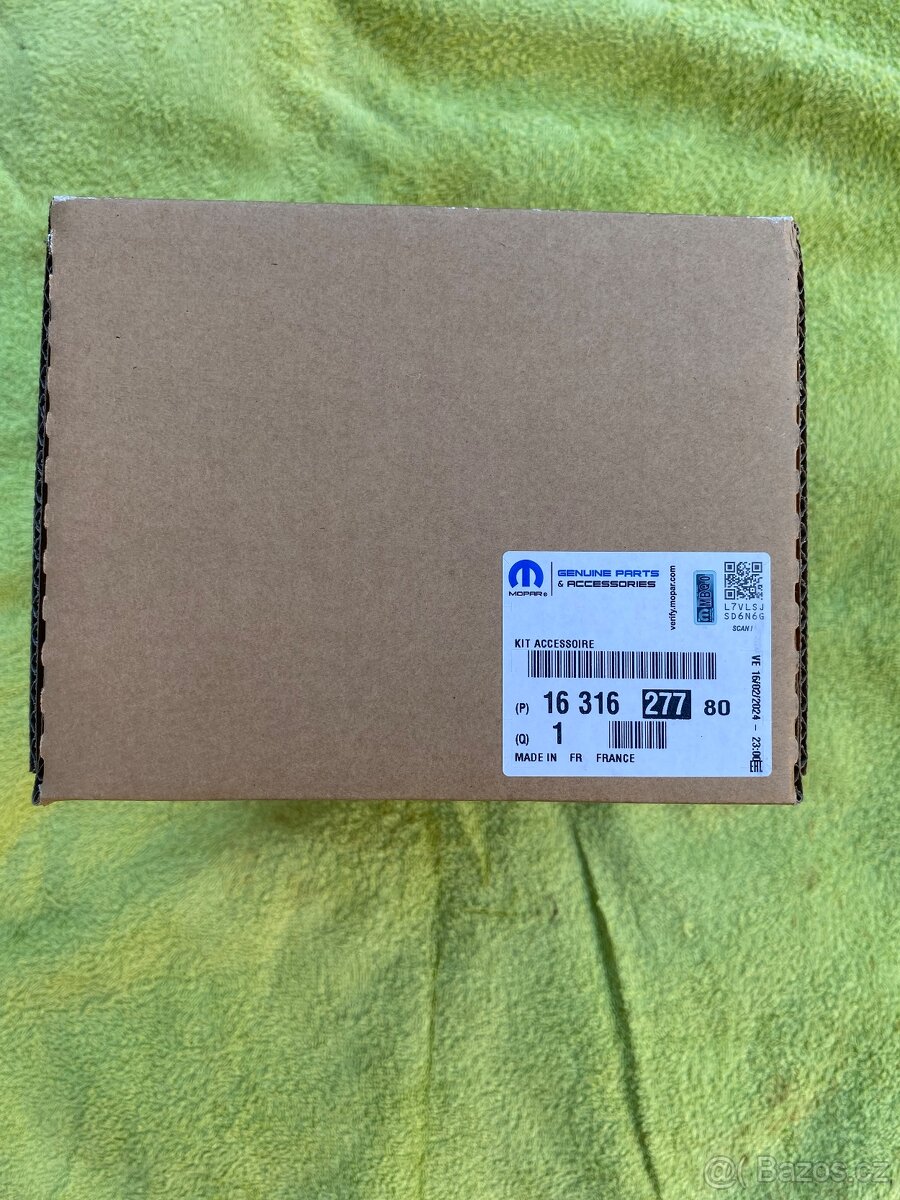 MOPAR®
GENUINE PARTS
& ACCESSORIES
verify.mopar.com
L7VLSJ
SD6N6G
SCAN !
KIT ACCESSOIRE
(P) 16 316 277 80
(Q) 1
MADE IN FR FRANCE
VE 16/02/2024 – 23:00
@ Bazos.cz